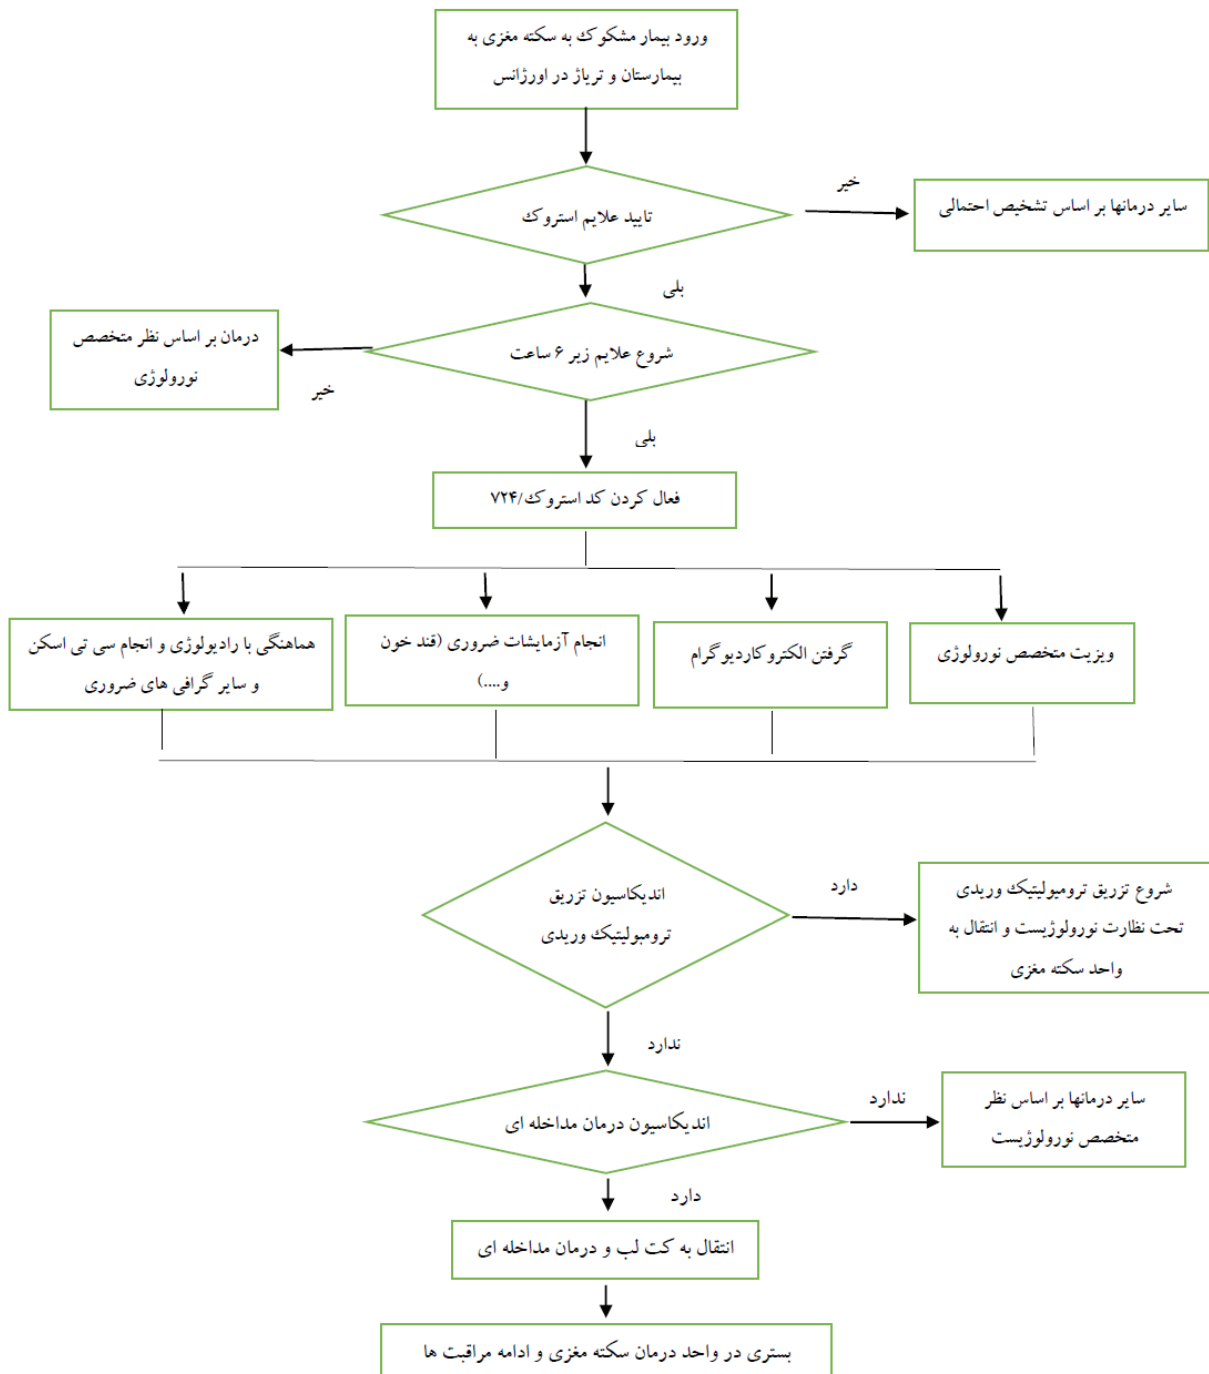 ورود بیمار مشکوک به سکته مغزی به
بیمارستان و تریاژ در اورژانس
تایید علایم استروک
خیر
سایر درمانها بر اساس تشخیص احتمالی
بلی
شروع علایم زیر ۶ ساعت
درمان بر اساس نظر متخصص
نورولوژی
خیر
بلی
فعال کردن کد استروک/۷۲۴
ویزیت متخصص نورولوژی
گرفتن الکتروکاردیوگرام
انجام آزمایشات ضروری (قند خون
و....)
هماهنگی با رادیولوژی و انجام سی تی اسکن
و سایر گرافی های ضروری
اندیکاسیون تزریق
ترومبولیتیک وریدی
دارد
شروع تزریق ترومبولیتیک وریدی
تحت نظارت نورولوژیست و انتقال به
واحد سکته مغزی
ندارد
اندیکاسیون درمان مداخله ای
ندارد
سایر درمانها بر اساس نظر
متخصص نورولوژیست
دارد
انتقال به کت لب و درمان مداخله ای
بستری در واحد درمان سکته مغزی و ادامه مراقبت ها